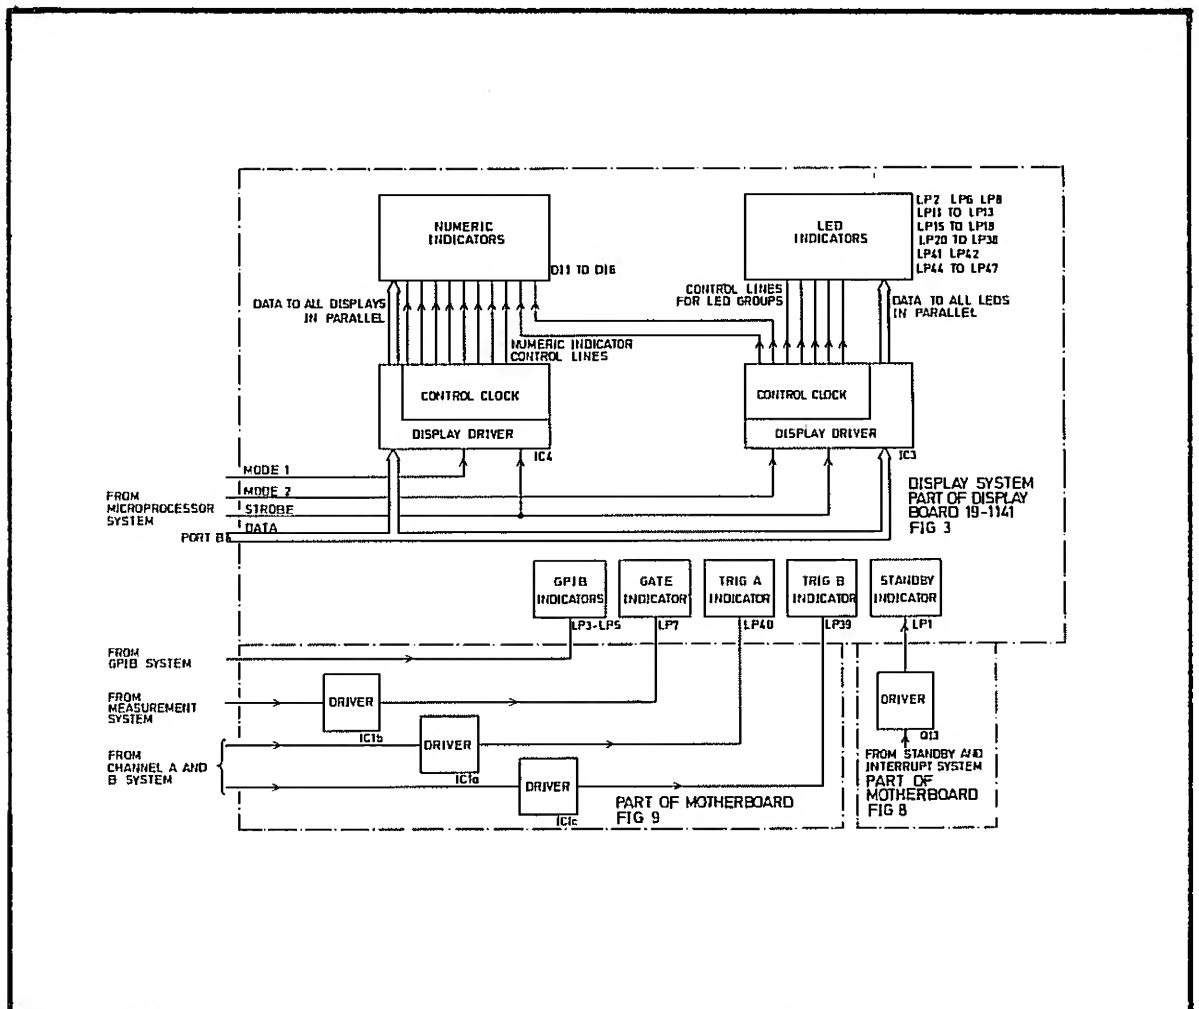 NUMERIC
INDICATORS
DI1 TO DI6
LED
INDICATORS
LP2 LP6 LP8
LP11 TO LP13
LP15 TO LP18
LP20 TO LP38
LP41 LP42
LP44 TO LP47
DATA TO ALL DISPLAYS
IN PARALLEL
NUMERIC INDICATOR
CONTROL LINES
CONTROL LINES
FOR LED GROUPS
DATA TO ALL LEDS
IN PARALLEL
CONTROL CLOCK
DISPLAY DRIVER
IC4
CONTROL CLOCK
DISPLAY DRIVER
IC3
FROM
MICROPROCESSOR
SYSTEM
MODE 1
MODE 2
STROBE
DATA
PORT B
DISPLAY SYSTEM
PART OF DISPLAY
BOARD 19-1141
FIG 3
GPIB
INDICATORS
LP3-LP5
GATE
INDICATOR
LP7
TRIG A
INDICATOR
LP40
TRIG B
INDICATOR
LP39
STANDBY
INDICATOR
LP1
FROM
GPIB SYSTEM
FROM
MEASUREMENT
SYSTEM
DRIVER
IC1b
FROM
CHANNEL A AND
B SYSTEM
DRIVER
IC1a
DRIVER
IC1c
PART OF MOTHERBOARD
FIG 9
DRIVER
Q13
FROM STANDBY AND
INTERRUPT SYSTEM
PART OF
MOTHERBOARD
FIG 8